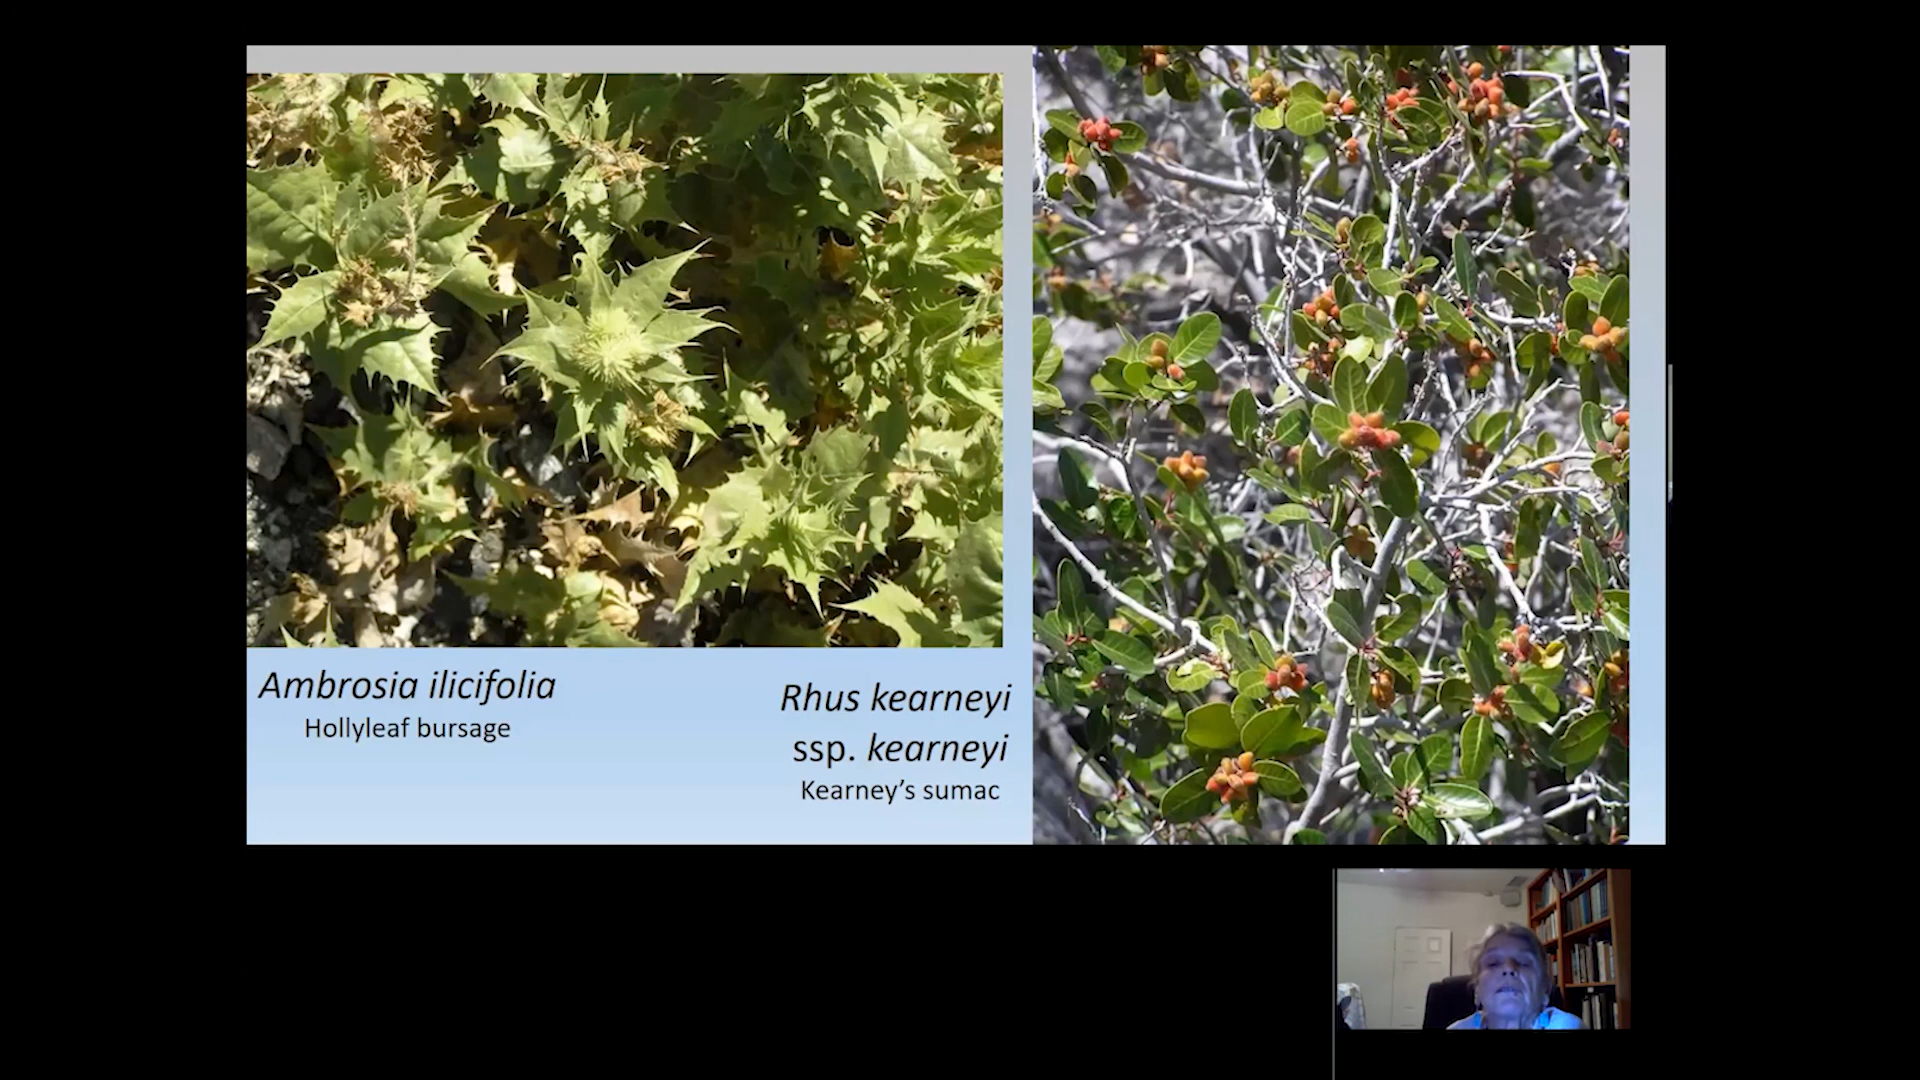 Ambrosia ilicifolia
Hollyleaf bursage
Rhus kearneyi
ssp. kearneyi
Kearney’s sumac